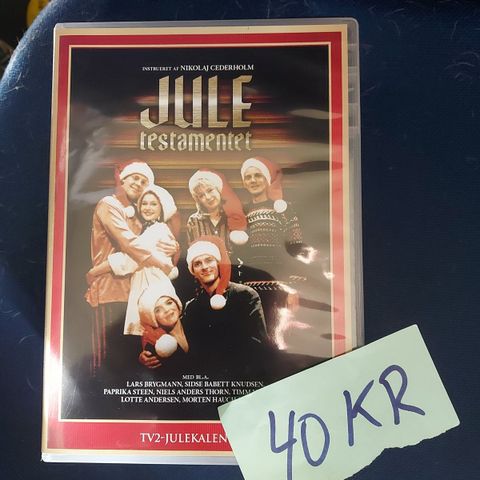 INSTRUERET AF NIKOLAJ CEDERHOLM
JULE
testamentet
MED BL.A.
LARS BRYGMANN, SIDSE BABETT KNUDSEN,
PAPRIKA STEEN, NIELS ANDERS THORN,
LOTTE ANDERSEN, MORTEN
TV2-
40 KR